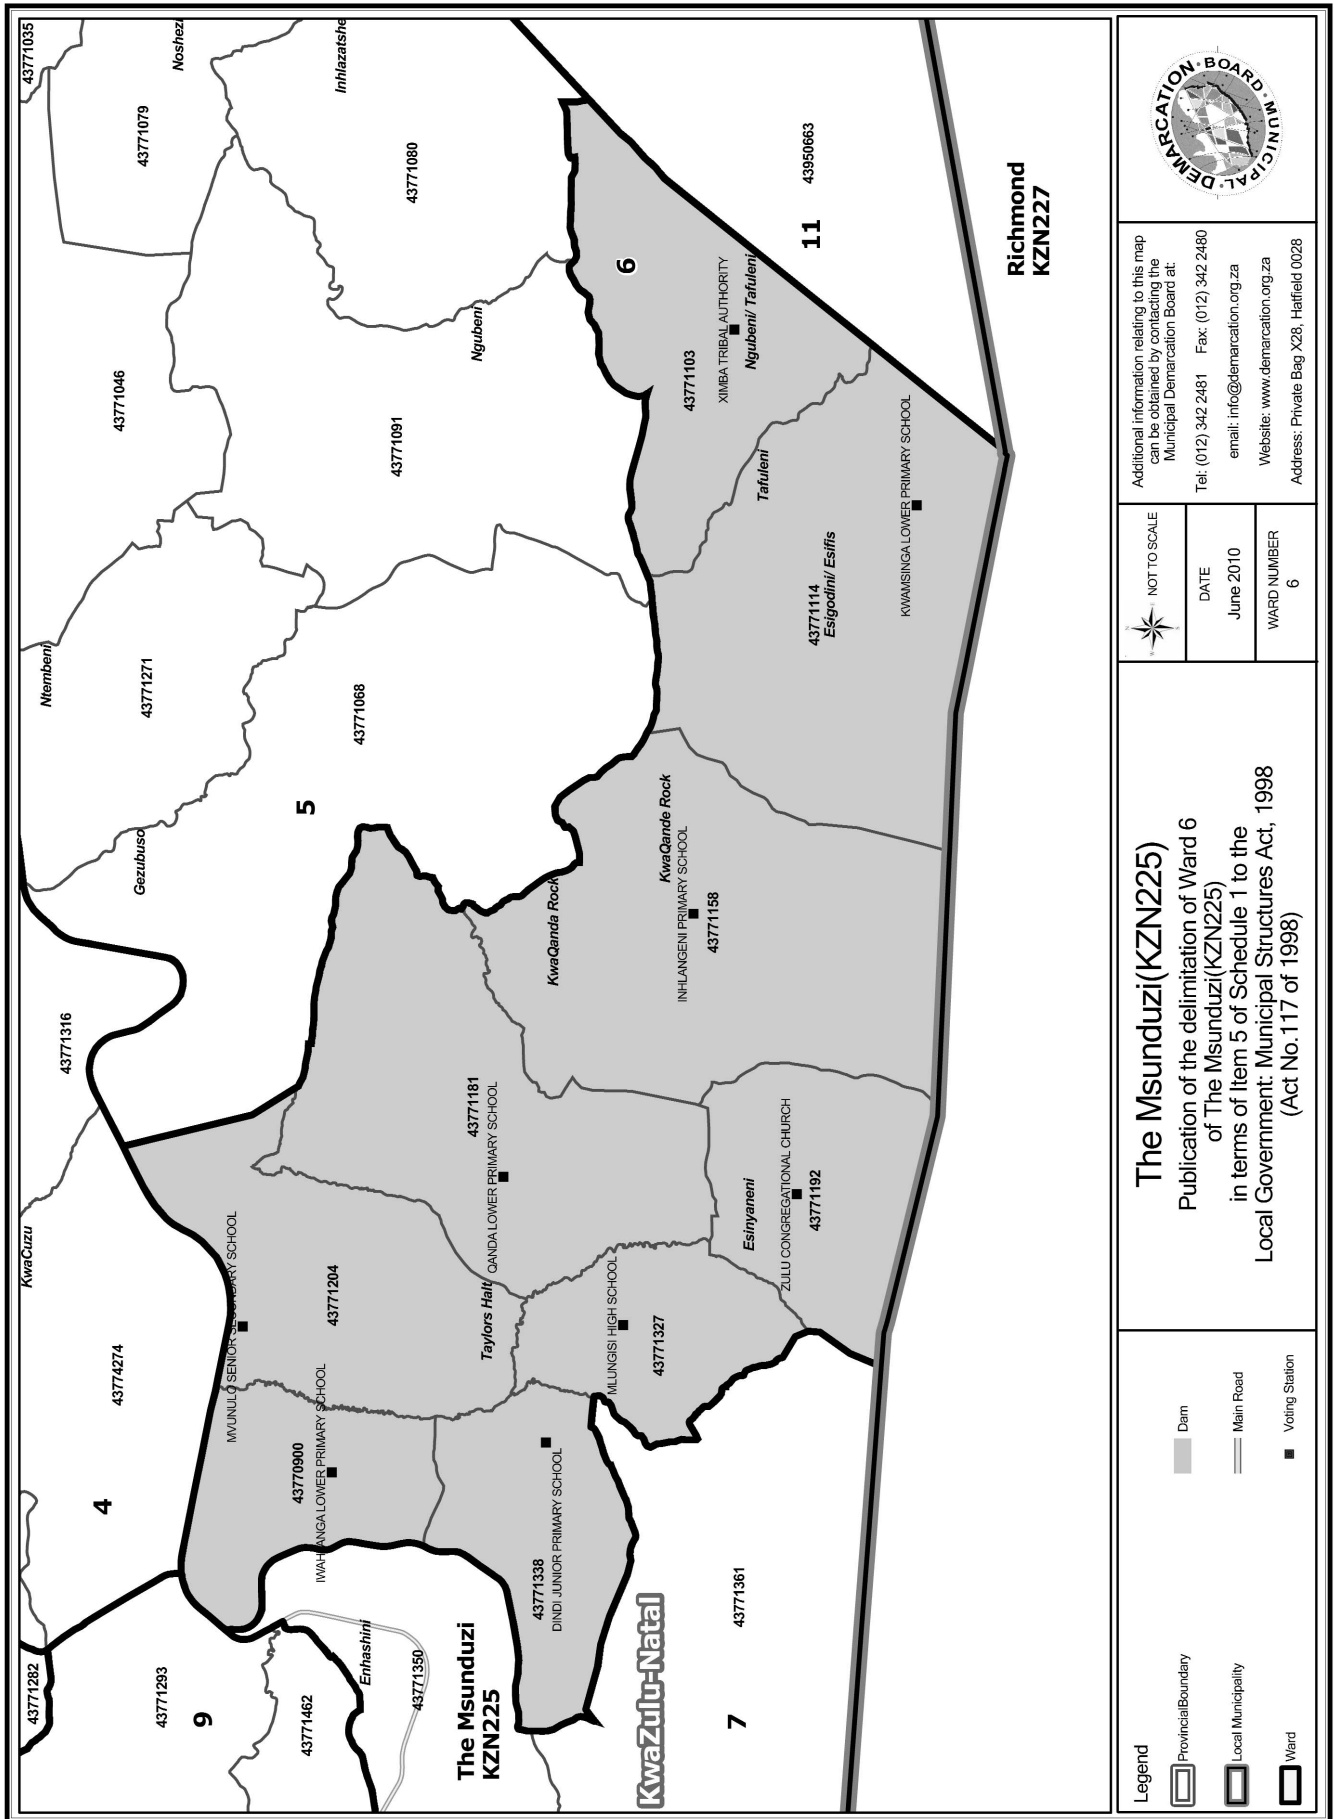 43771035
Noshezi
43771079
Inhlazatshe
43771080
43771046
Ngubeni
43771091
Ntembeni
43771271
43771068
Gezubuso
5
43771316
KwaCuzu
43774274
4
43771282
43771293
9
43771462
Enhashini
43771350
The Msunduzi
KZN225
KwaZulu-Natal
7
43771361
6
43771103
XIMBA TRIBAL AUTHORITY
Ngubeni/ Tafuleni
11
43950663
Richmond
KZN227
Tafuleni
43771114
Esigodini/ Esifis
KWAMSINGA LOWER PRIMARY SCHOOL
KwaQanda Rock
KwaQande Rock
INHLANGENI PRIMARY SCHOOL
43771158
43771181
QANDA LOWER PRIMARY SCHOOL
Taylors Halt
MVUNULO SENIOR SECONDARY SCHOOL
43771204
43770900
LOWER PRIMARY SCHOOL
43771338
DINDI JUNIOR PRIMARY SCHOOL
MLUNGISI HIGH SCHOOL
43771327
Esinyaneni
ZULU CONGREGATIONAL CHURCH
43771192
Legend
ProvincialBoundary
Local Municipality
Ward
Dam
Main Road
Voting Station
The Msunduzi(KZN225)
Publication of the delimitation of Ward 6
of The Msunduzi(KZN225)
in terms of Item 5 of Schedule 1 to the
Local Government: Municipal Structures Act, 1998
(Act No.117 of 1998)
NOT TO SCALE
DATE
June 2010
WARD NUMBER
6
Additional information relating to this map
can be obtained by contacting the
Municipal Demarcation Board at:
Tel: (012) 342 2481 Fax: (012) 342 2480
email: info@demarcation.org.za
Website: www.demarcation.org.za
Address: Private Bag X28, Hatfield 0028
MUNICIPAL • DEMARCATION • BOARD •